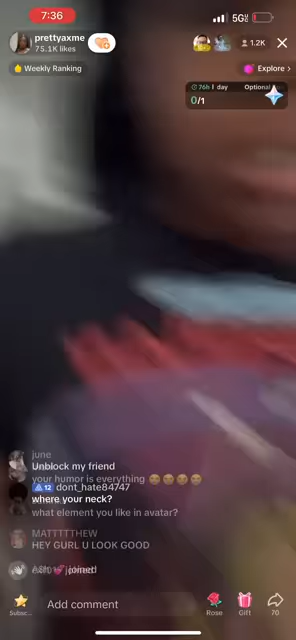 7:36
5G
prettyaxme
75.1K likes
1.2K
Weekly Ranking
Explore >
76h 1 day Optional
0/1
june
Unblock my friend
your humor is everything 😂😂😂😂
12 dont_hate84747
where your neck?
what element you like in avatar?
MATTTTTHEW
HEY GURL U LOOK GOOD
joined
Subsc...
Add comment
Rose
Gift
70